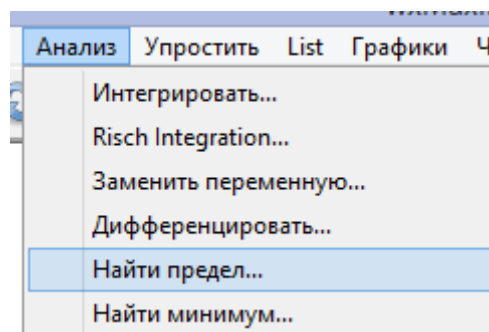 Анализ Упростить List Графики Ч
Интегрировать...
Risch Integration...
Заменить переменную...
Дифференцировать...
Найти предел...
Найти минимум...